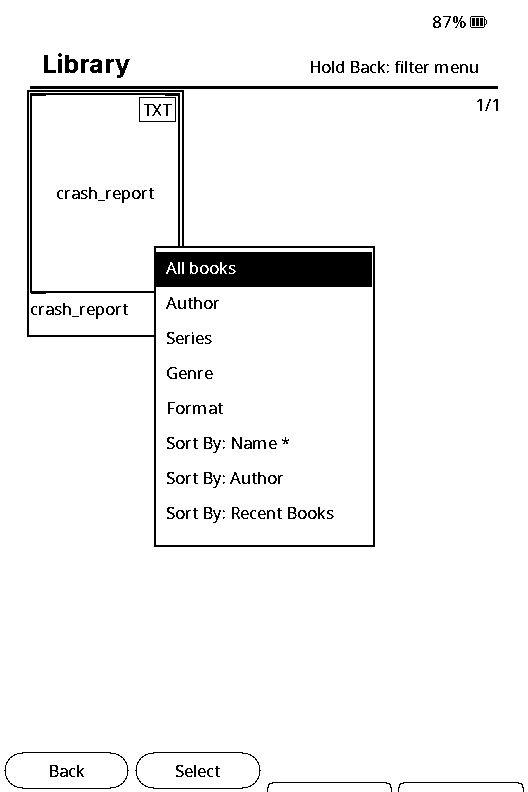 87%
Library
Hold Back: filter menu
1/1
TXT
crash_report
crash_report
All books
Author
Series
Genre
Format
Sort By: Name *
Sort By: Author
Sort By: Recent Books
Back
Select